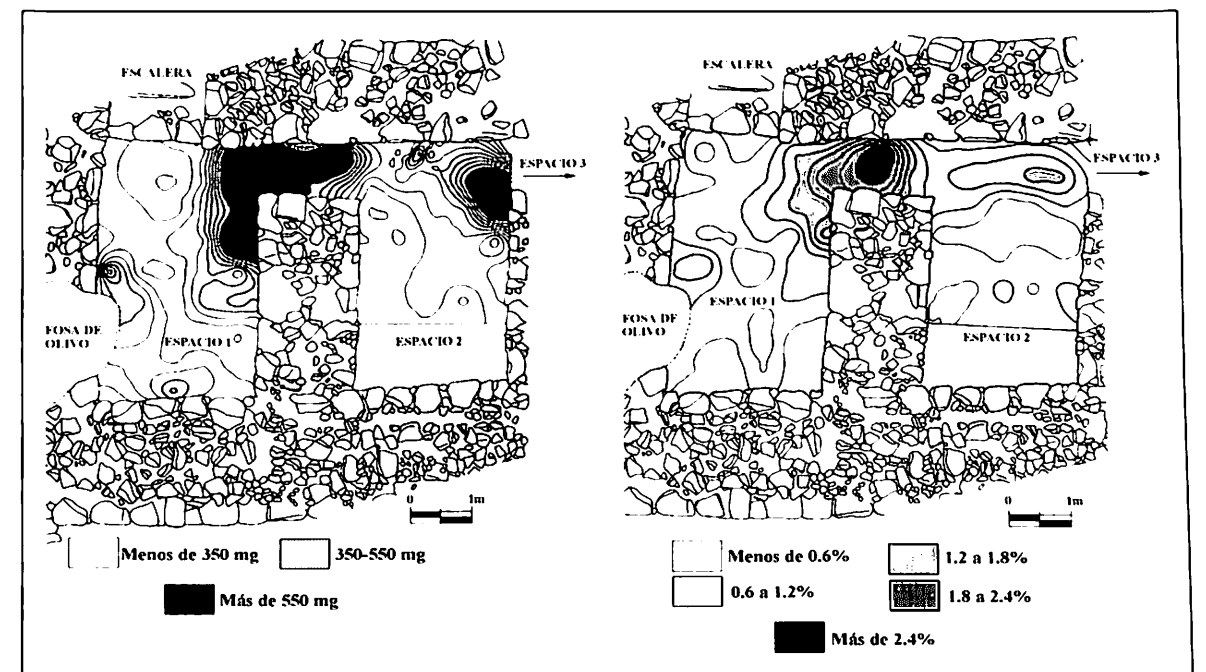 ESCALERA
ESPACIO 3
FOSA DE
OLIVO
ESPACIO 1
ESPACIO 2
0 1m
Menos de 350 mg
350-550 mg
Más de 550 mg
ESCALERA
ESPACIO 3
ESPACIO 1
FOSA DE
OLIVO
ESPACIO 2
0 1m
Menos de 0.6%
1.2 a 1.8%
0.6 a 1.2%
1.8 a 2.4%
Más de 2.4%